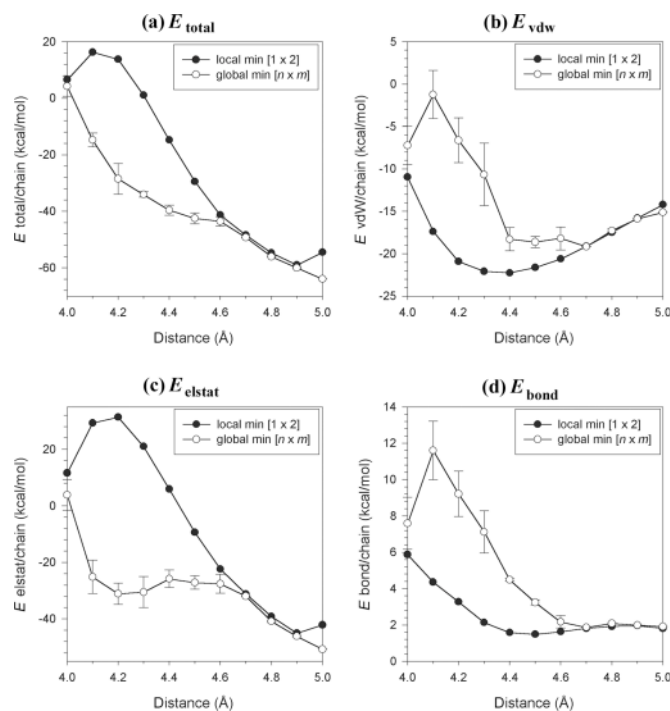 (a) E total
local min [1 x 2]
global min [n x m]
E total/chain (kcal/mol)
20
0
-20
-40
-60
4.0 4.2 4.4 4.6 4.8 5.0
Distance (Å)
(b) E vdw
local min [1 x 2]
global min [n x m]
E vdW/chain (kcal/mol)
5
0
-5
-10
-15
-20
-25
4.0 4.2 4.4 4.6 4.8 5.0
Distance (Å)
(c) E elstat
local min [1 x 2]
global min [n x m]
E elstat/chain (kcal/mol)
20
0
-20
-40
4.0 4.2 4.4 4.6 4.8 5.0
Distance (Å)
(d) E bond
local min [1 x 2]
global min [n x m]
E bond/chain (kcal/mol)
14
12
10
8
6
4
2
0
4.0 4.2 4.4 4.6 4.8 5.0
Distance (Å)